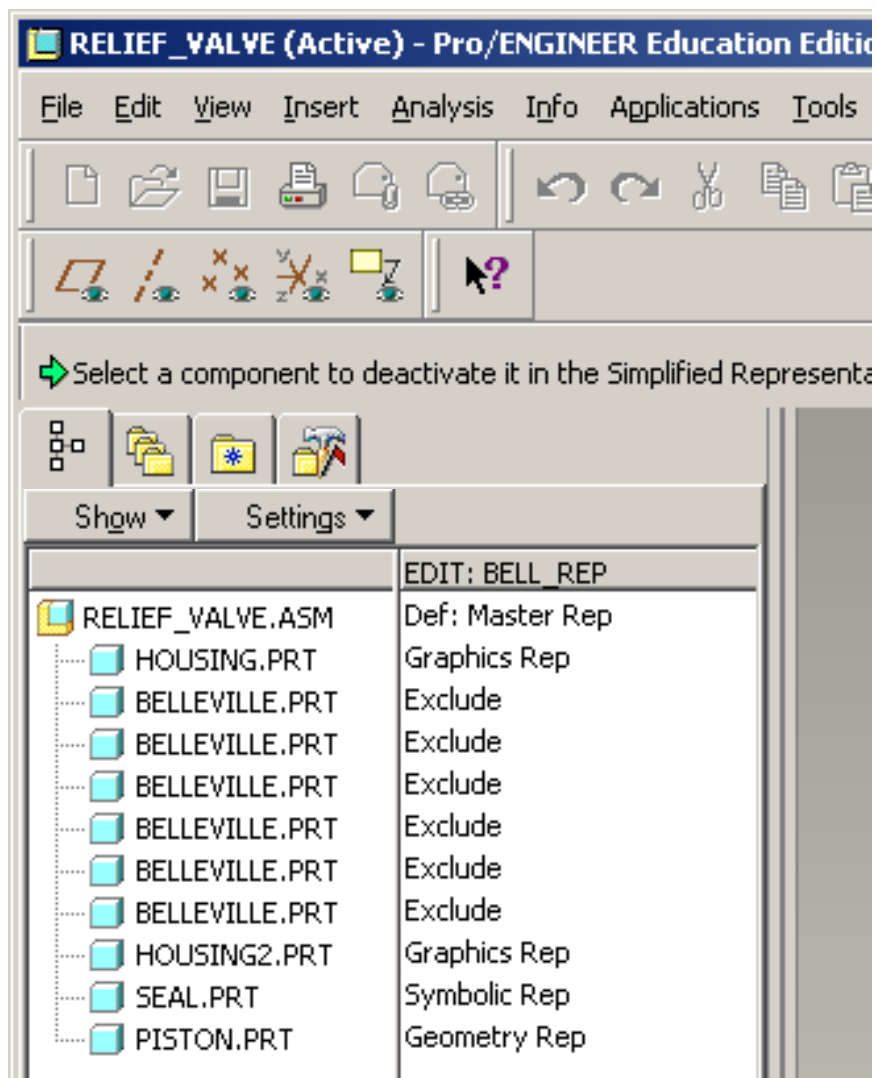 RELIEF_VALVE (Active) - Pro/ENGINEER Education
File Edit View Insert Analysis Info Applications Tools
Select a component to deactivate it in the Simplified
Show Settings
EDIT: BELL_REP
RELIEF_VALVE.ASM Def: Master Rep
HOUSING.PRT Graphics Rep
BELLEVILLE.PRT Exclude
BELLEVILLE.PRT Exclude
BELLEVILLE.PRT Exclude
BELLEVILLE.PRT Exclude
BELLEVILLE.PRT Exclude
BELLEVILLE.PRT Exclude
HOUSING2.PRT Graphics Rep
SEAL.PRT Symbolic Rep
PISTON.PRT Geometry Rep